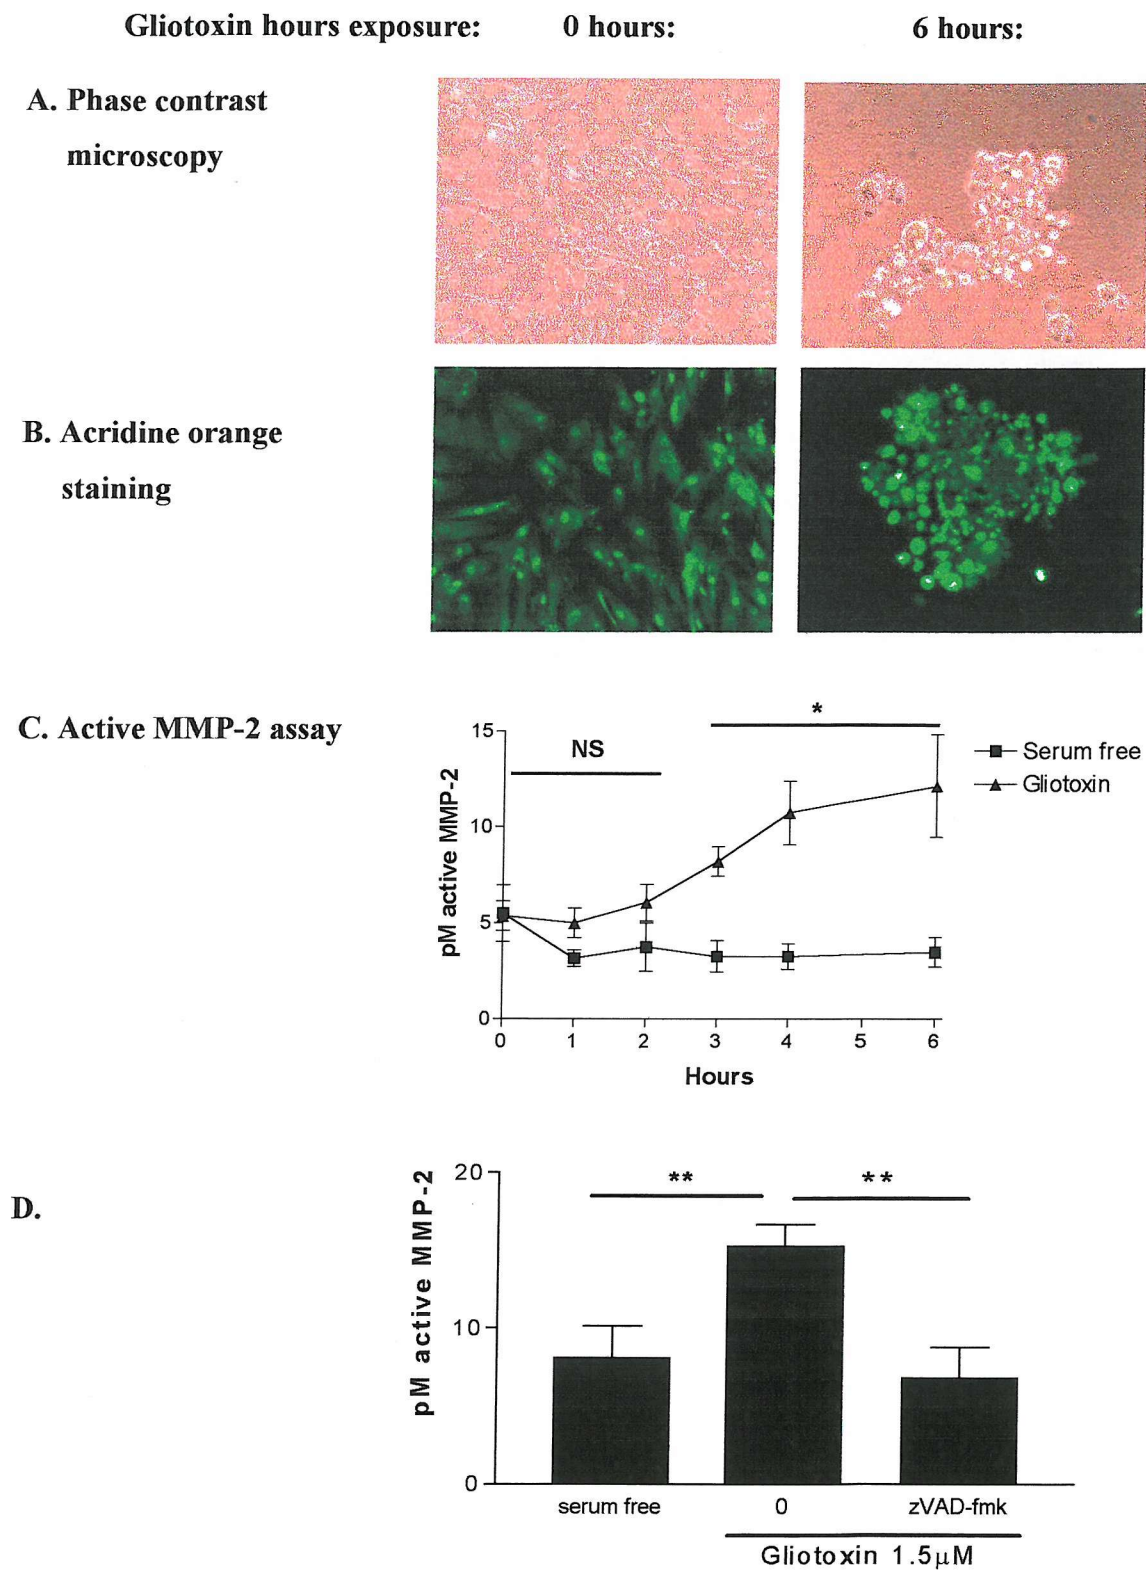 Gliotoxin hours exposure: 0 hours: 6 hours:
A. Phase contrast
microscopy
B. Acridine orange
staining
C. Active MMP-2 assay
*
NS
Serum free
Gliotoxin
pM active MMP-2
15
10
5
0
0 1 2 3 4 5 6
Hours
D.
pM active MMP-2
20
10
0
** **
serum free 0 zVAD-fmk
Gliotoxin 1.5µM